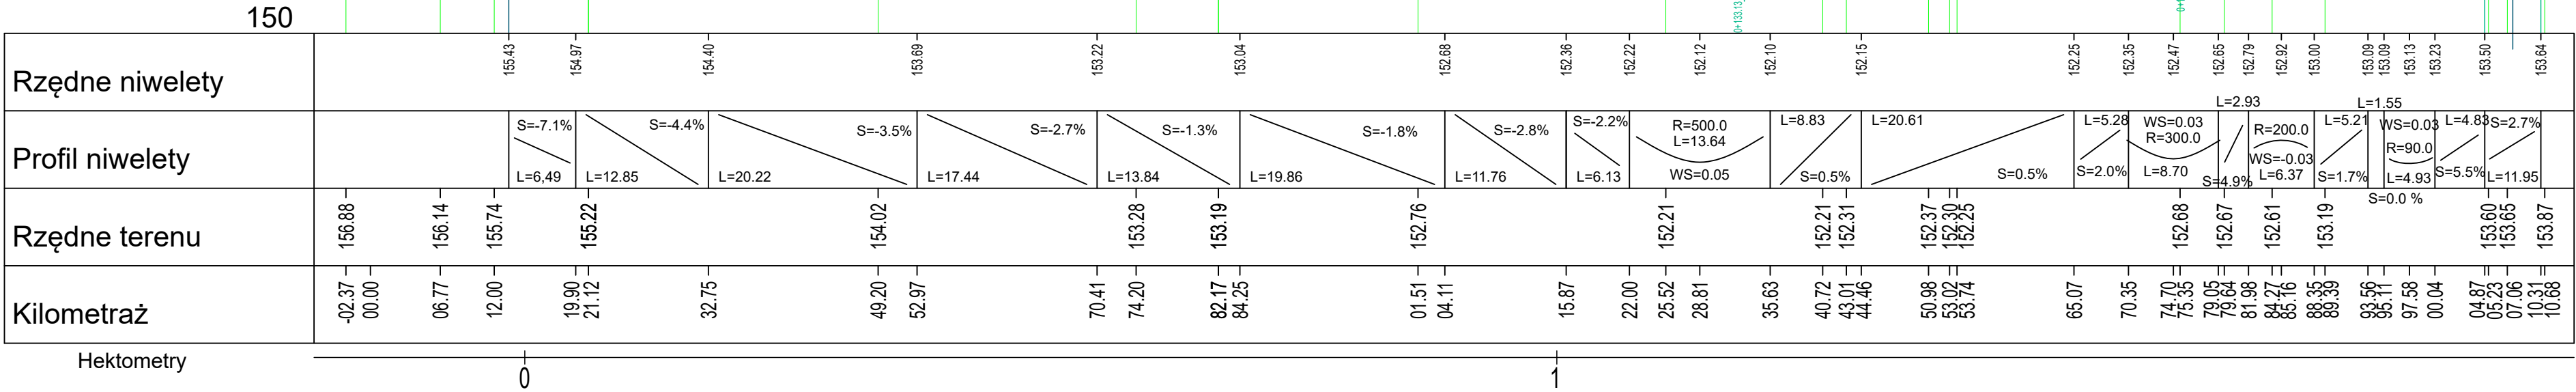 150
0+133.13
Rzędne niwelety
155.43 154.97 154.40 153.69 153.22 153.04 152.68 152.36 152.22 152.12 152.10 152.15 152.25 152.35 152.47 152.65 152.79 152.92 153.00 153.09 153.09 153.13 153.23 153.50 153.64
L=2.93 L=1.55
Profil niwelety
S=-7.1% L=6,49
S=-4.4% L=12.85
S=-3.5% L=20.22
S=-2.7% L=17.44
S=-1.3% L=13.84
S=-1.8% L=19.86
S=-2.8% L=11.76
S=-2.2% L=6.13
R=500.0
L=13.64
WS=0.05
L=8.83 S=0.5%
L=20.61 S=0.5%
L=5.28 S=2.0%
WS=0.03
R=300.0
L=8.70
S=4.9%
R=200.0
WS=-0.03
L=6.37
L=5.21 S=1.7%
WS=0.03
R=90.0
L=4.93
S=0.0 %
L=4.83 S=5.5%
S=2.7% L=11.95
Rzędne terenu
156.88 156.14 155.74 155.22 154.02 153.28 153.19 152.76 152.21 152.21 152.31 152.37 152.30 152.25 152.68 152.67 152.61 153.19 153.60 153.65 153.87
Kilometraż
-02.37 00.00 06.77 12.00 19.90 21.12 32.75 49.20 52.97 70.41 74.20 82.17 84.25 01.51 04.11 15.87 22.00 25.52 28.81 35.63 40.72 43.01 44.46 50.98 53.02 53.74 65.07 70.35 74.70 75.35 79.05 79.64 81.98 84.27 85.16 88.35 89.39 93.56 95.11 97.58 00.04 04.87 05.23 07.06 10.31 10.68
Hektometry
0 1